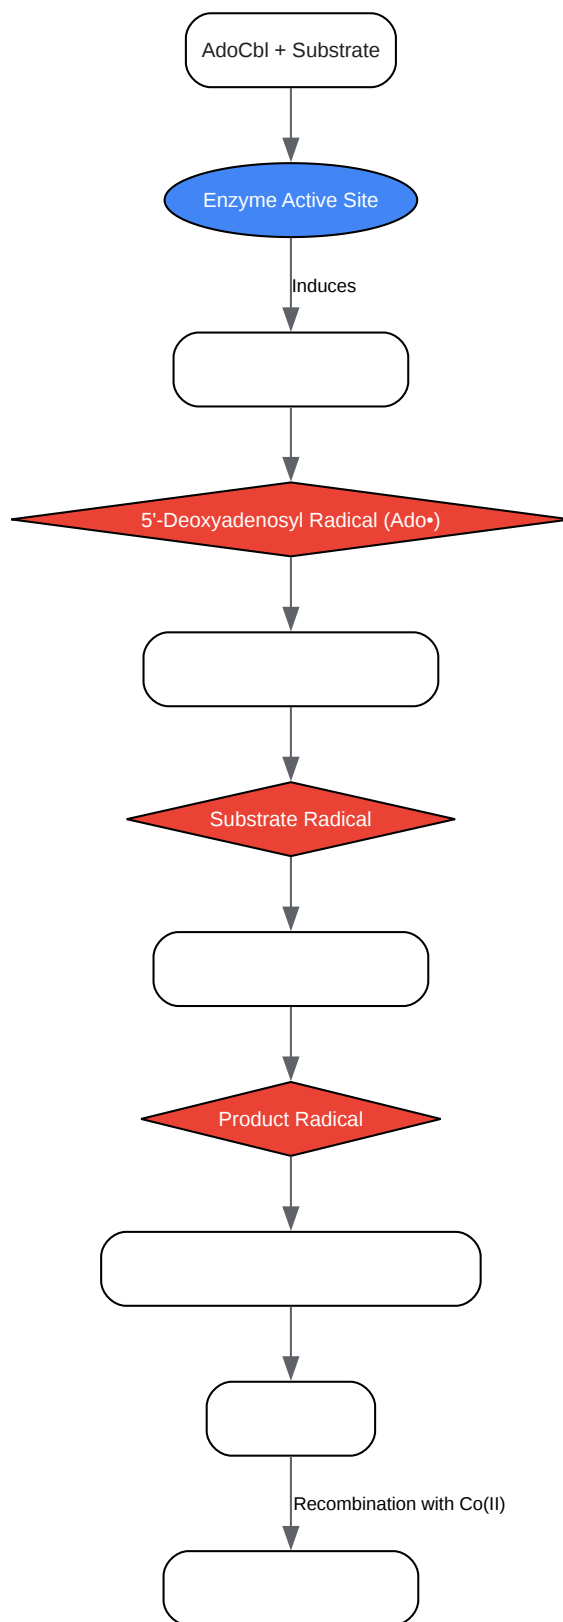 AdoCbl + Substrate
Enzyme Active Site
Induces
5'-Deoxyadenosyl Radical (Ado•)
Substrate Radical
Product Radical
Recombination with Co(II)